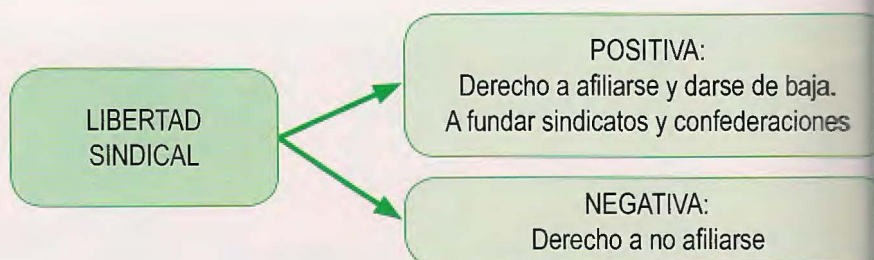 LIBERTAD
SINDICAL
POSITIVA:
Derecho a afiliarse y darse de baja.
A fundar sindicatos y confederaciones
NEGATIVA:
Derecho a no afiliarse